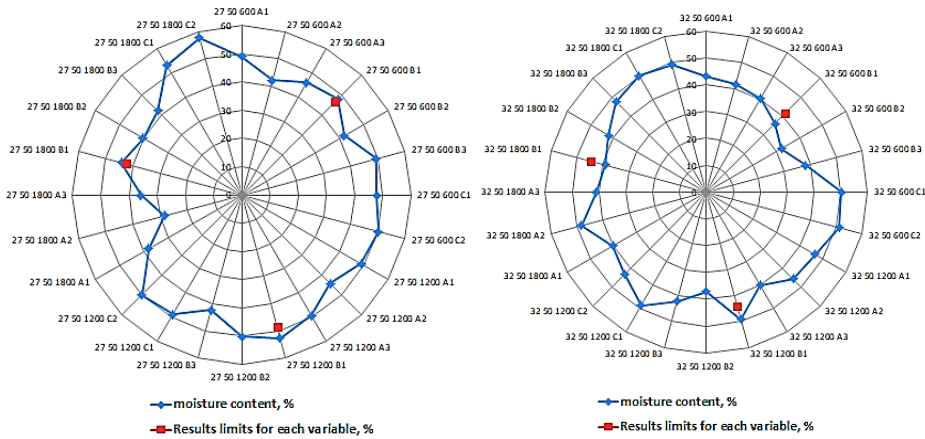 27 50 600 A1
27 50 600 A2
27 50 600 A3
27 50 600 B1
27 50 600 B2
27 50 600 B3
27 50 600 C1
27 50 600 C2
27 50 1200 A1
27 50 1200 A2
27 50 1200 A3
27 50 1200 B1
27 50 1200 B2
27 50 1200 B3
27 50 1200 C1
27 50 1200 C2
27 50 1800 A1
27 50 1800 A2
27 50 1800 A3
27 50 1800 B1
27 50 1800 B2
27 50 1800 B3
27 50 1800 C1
27 50 1800 C2
60
50
40
30
20
10
0
moisture content, %
Results limits for each variable, %
32 50 600 A1
32 50 600 A2
32 50 600 A3
32 50 600 B1
32 50 600 B2
32 50 600 B3
32 50 600 C1
32 50 600 C2
32 50 1200 A1
32 50 1200 A2
32 50 1200 A3
32 50 1200 B1
32 50 1200 B2
32 50 1200 B3
32 50 1200 C1
32 50 1200 C2
32 50 1800 A1
32 50 1800 A2
32 50 1800 A3
32 50 1800 B1
32 50 1800 B2
32 50 1800 B3
32 50 1800 C1
32 50 1800 C2
60
50
40
30
20
10
0
moisture content, %
Results limits for each variable, %